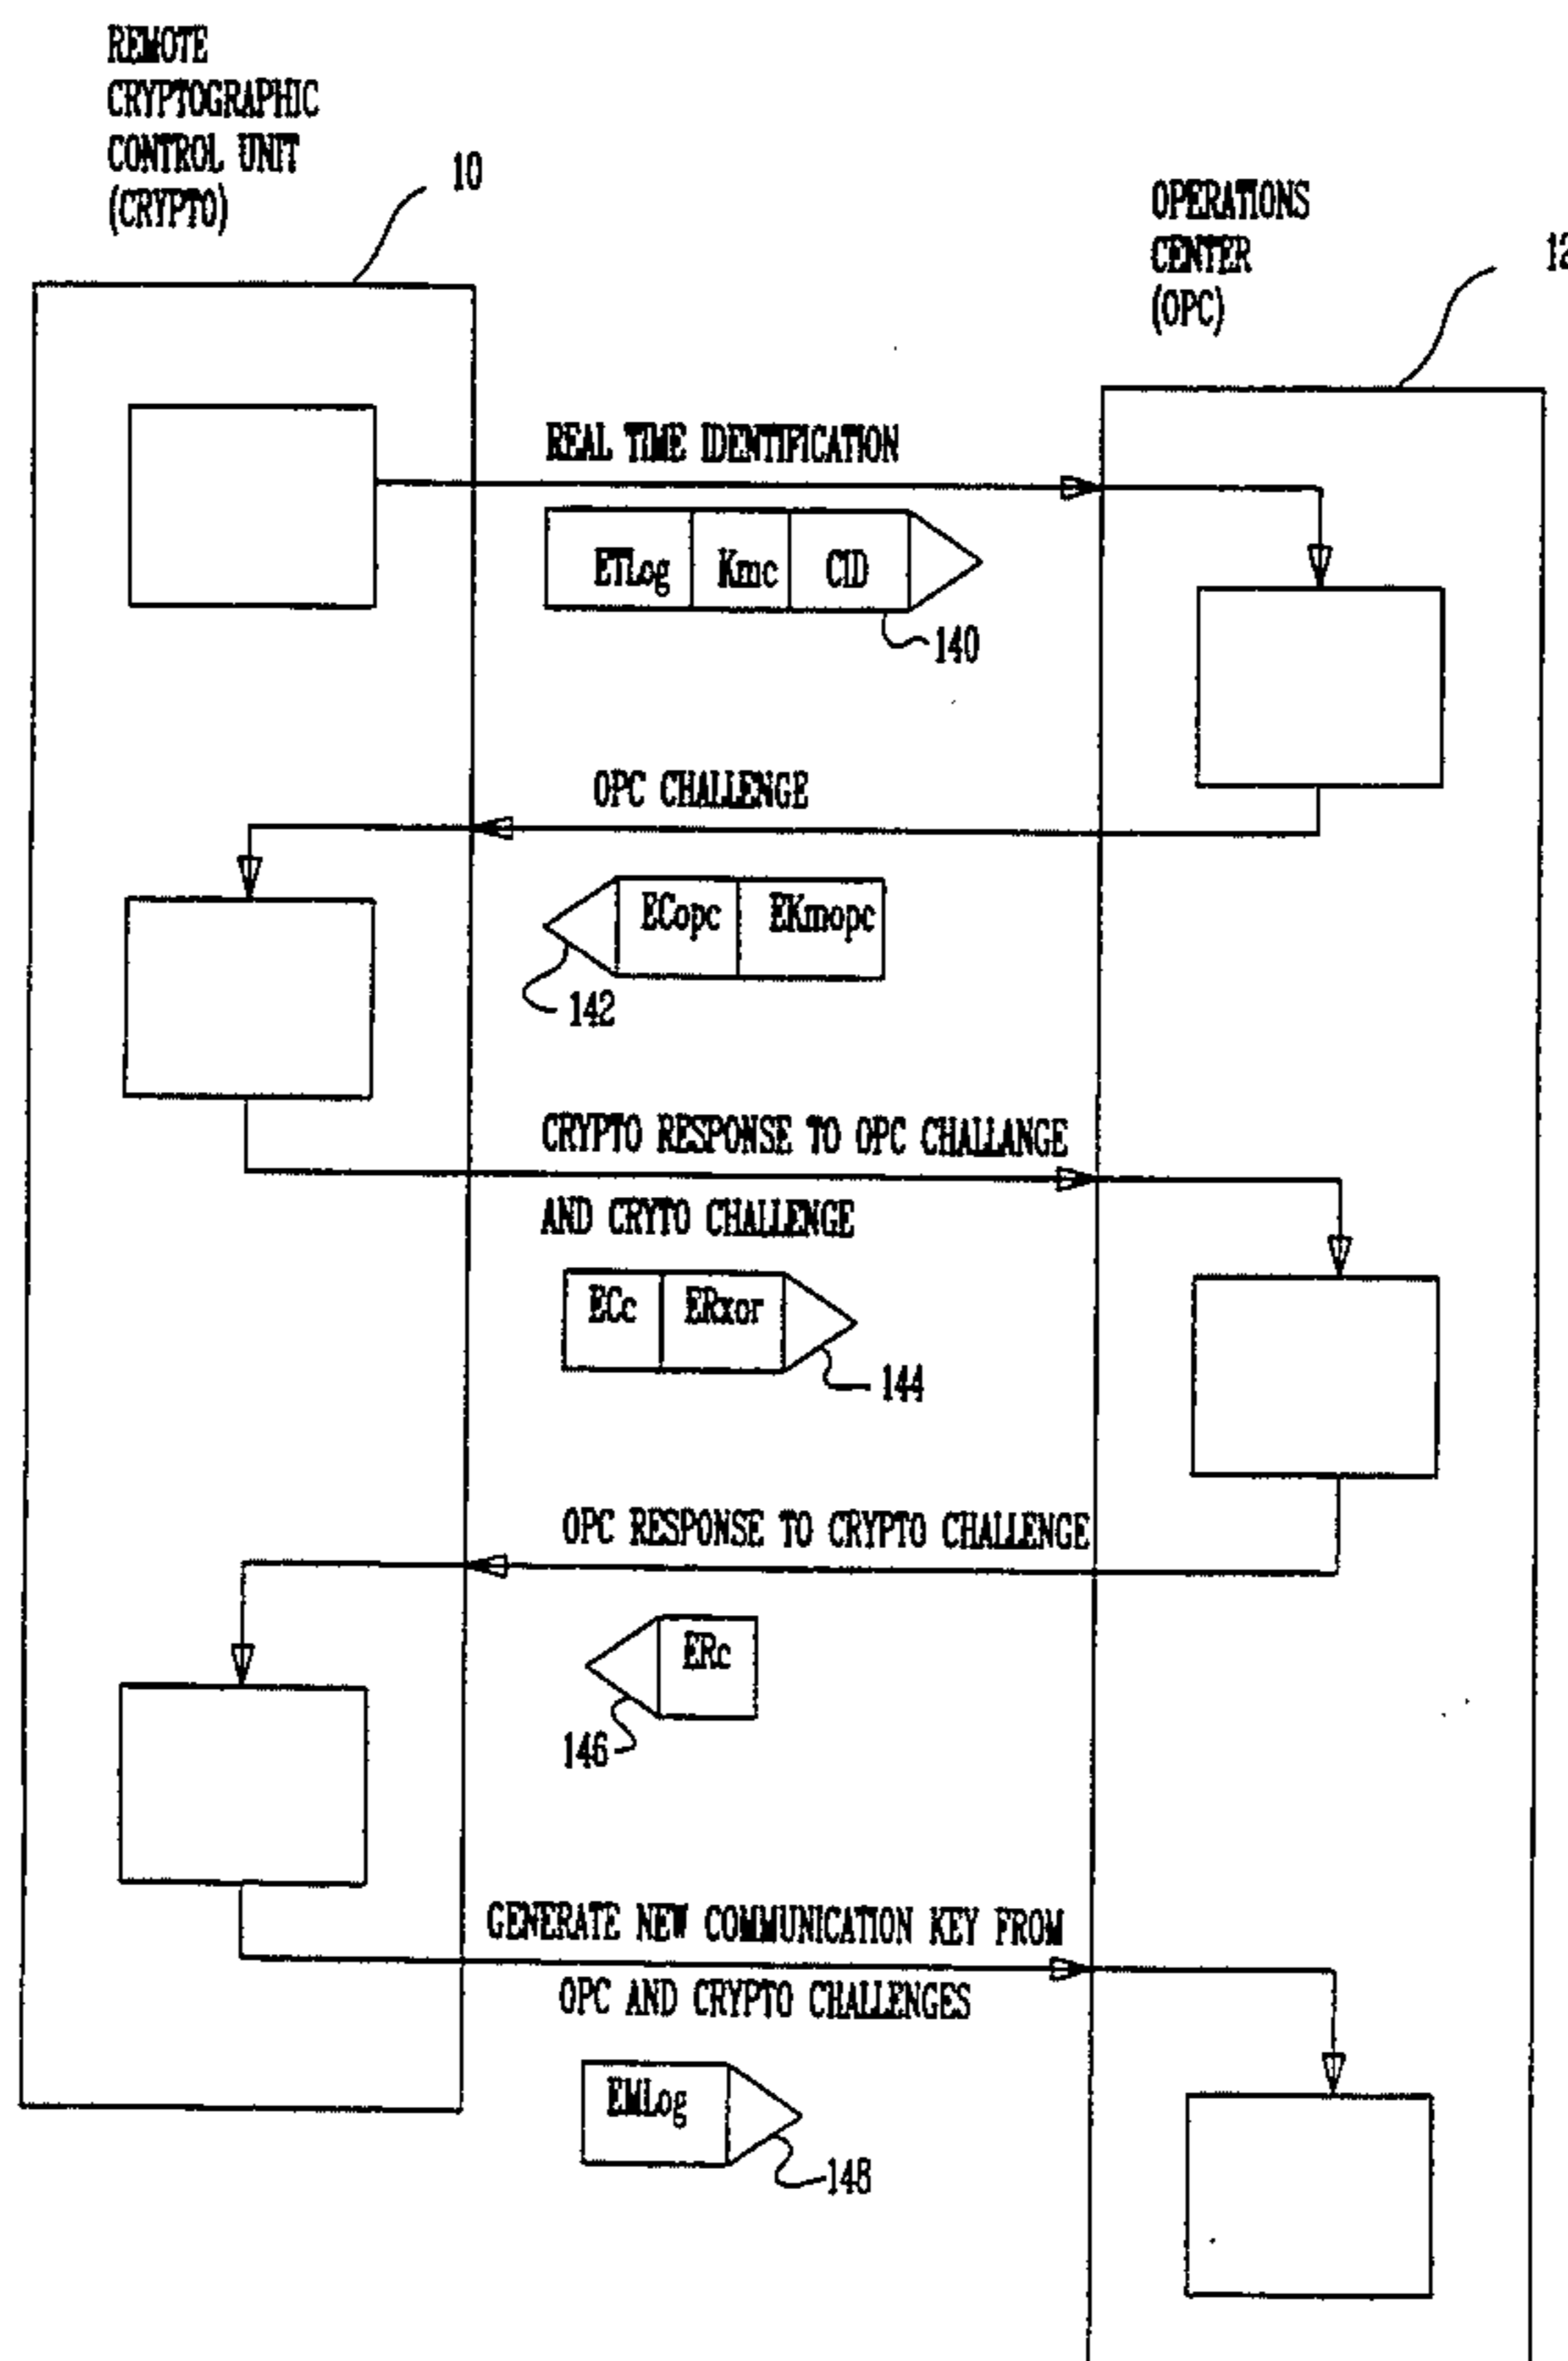 REMOTE
CRYPTOGRAPHIC
CONTROL UNIT
(CRYPTO)
10
OPERATIONS
CENTER
(OPC)
12
REAL TIME IDENTIFICATION
ETLog Kmc CID
140
OPC CHALLENGE
ECopc EKmopc
142
CRYPTO RESPONSE TO OPC CHALLANGE
AND CRYTO CHALLENGE
ECc ERxor
144
OPC RESPONSE TO CRYPTO CHALLENGE
ERc
146
GENERATE NEW COMMUNICATION KEY FROM
OPC AND CRYPTO CHALLENGES
EMLog
148